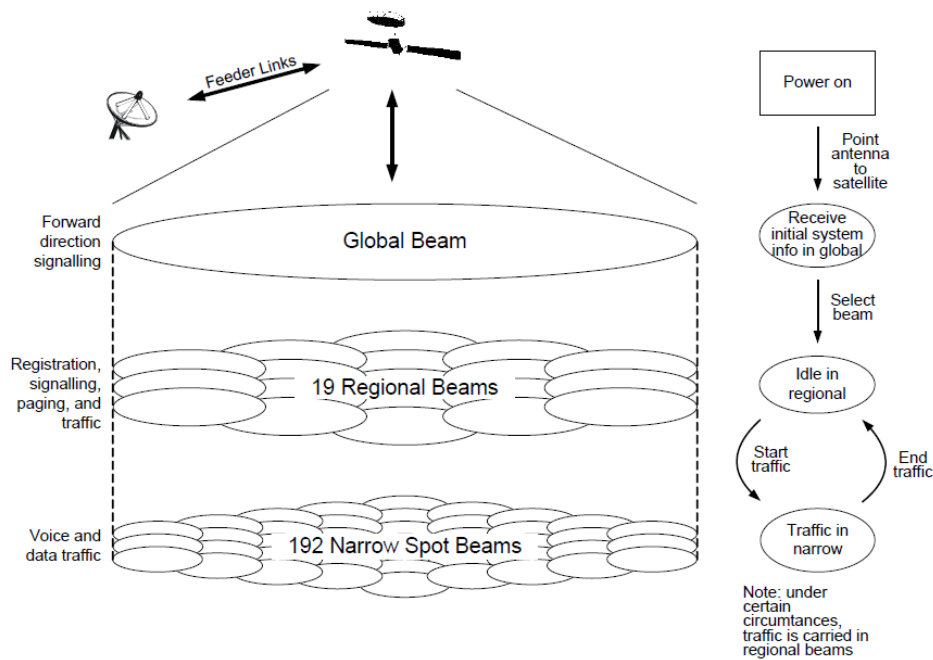 Feeder Links
Forward
direction
signalling
Global Beam
Registration,
signalling,
paging, and
traffic
19 Regional Beams
Voice and
data traffic
192 Narrow Spot Beams
Power on
Point
antenna
to
satellite
Receive
initial system
info in global
Select
beam
Idle in
regional
Start
traffic
End
traffic
Traffic in
narrow
Note: under
certain
circumtances,
traffic is carried in
regional beams